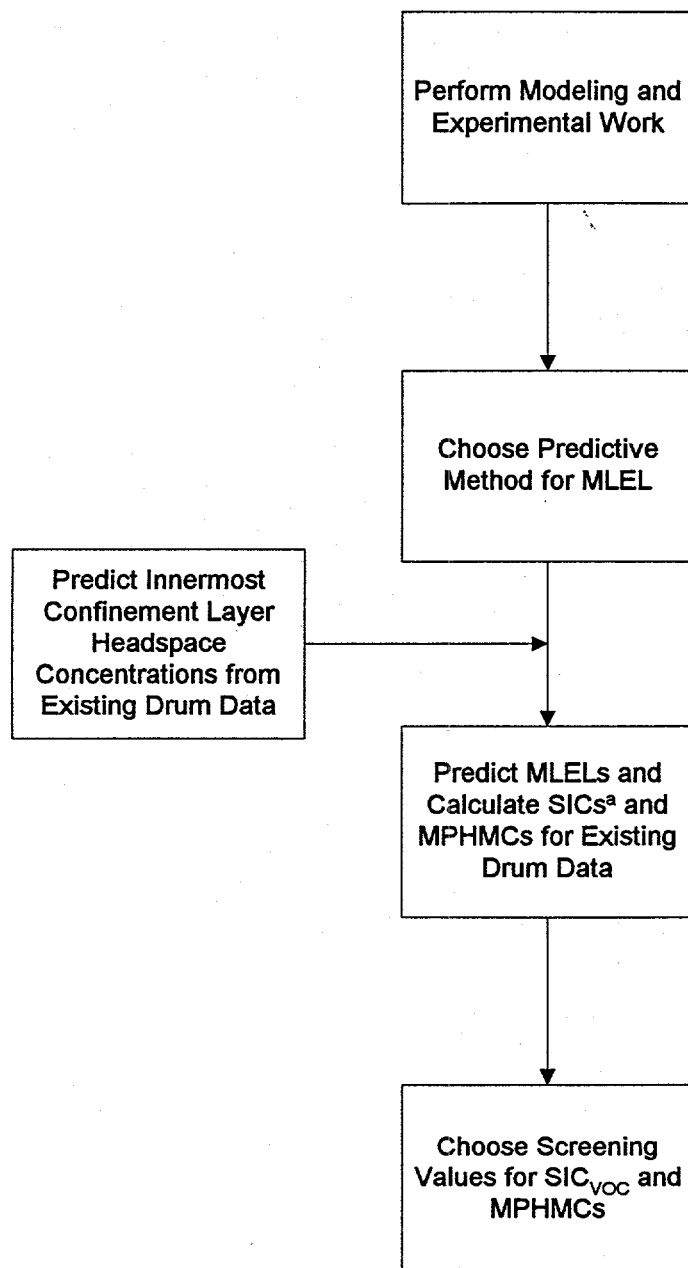 Perform Modeling and
Experimental Work
Choose Predictive
Method for MLEL
Predict Innermost
Confinement Layer
Headspace
Concentrations from
Existing Drum Data
Predict MLELs and
Calculate SICsª and
MPHMCs for Existing
Drum Data
Choose Screening
Values for SIC_VOC and
MPHMCs